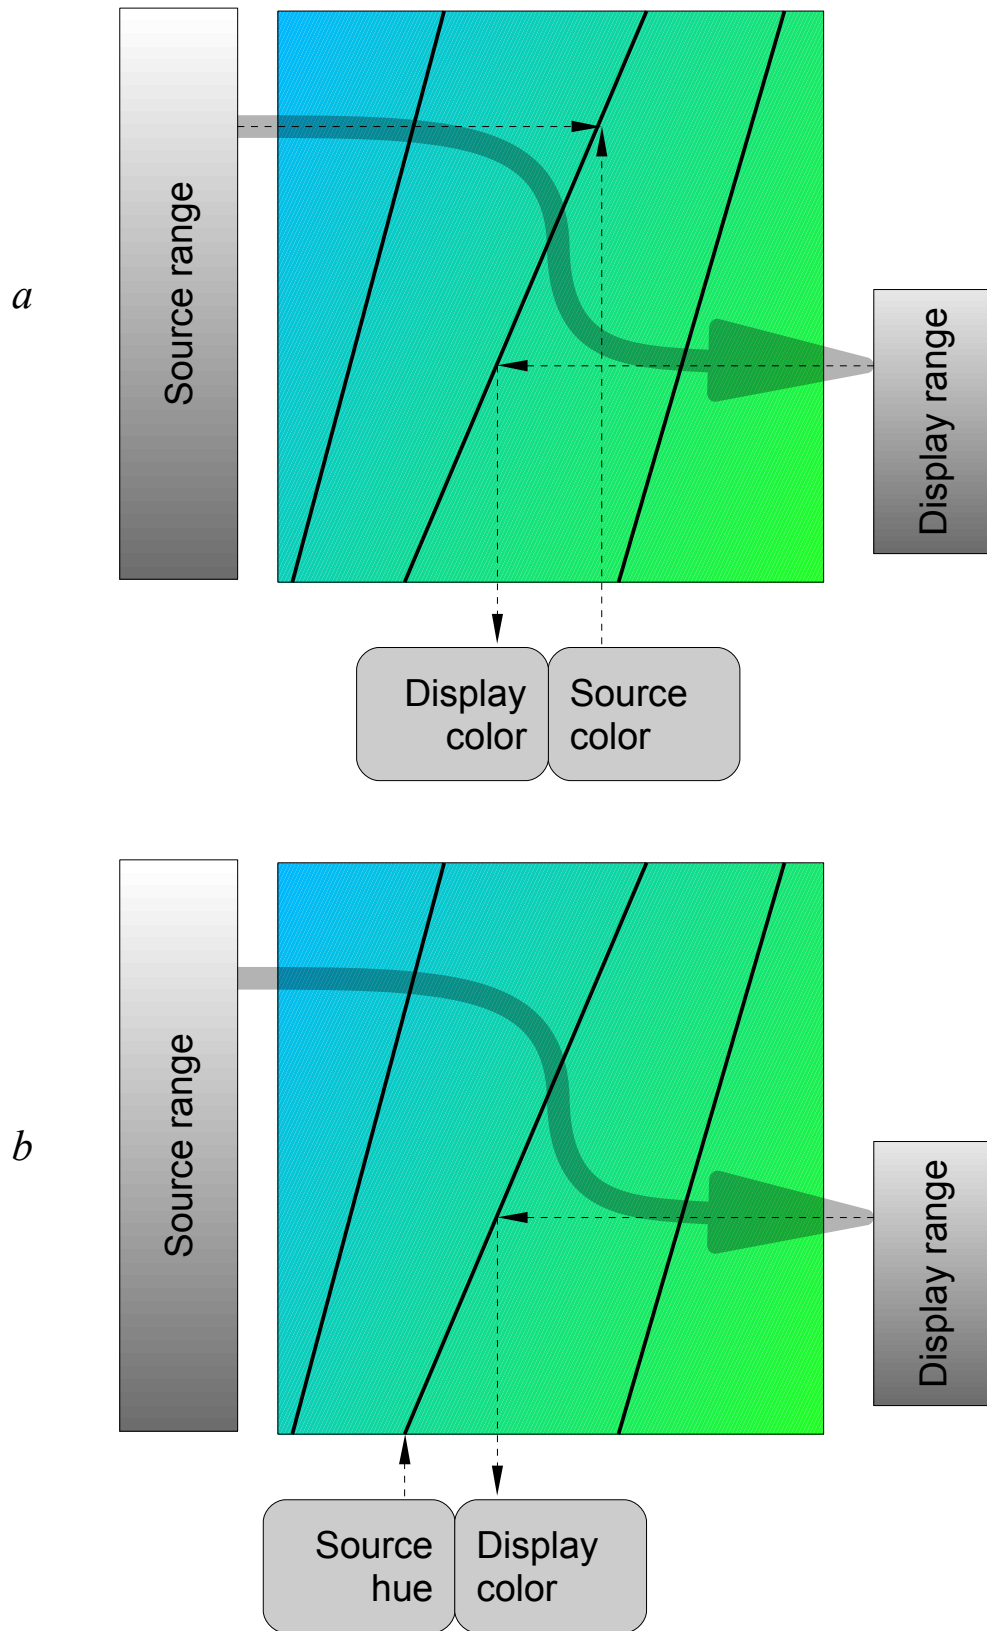 a
Source range
Display range
Display
color
Source
color
b
Source range
Display range
Source
hue
Display
color